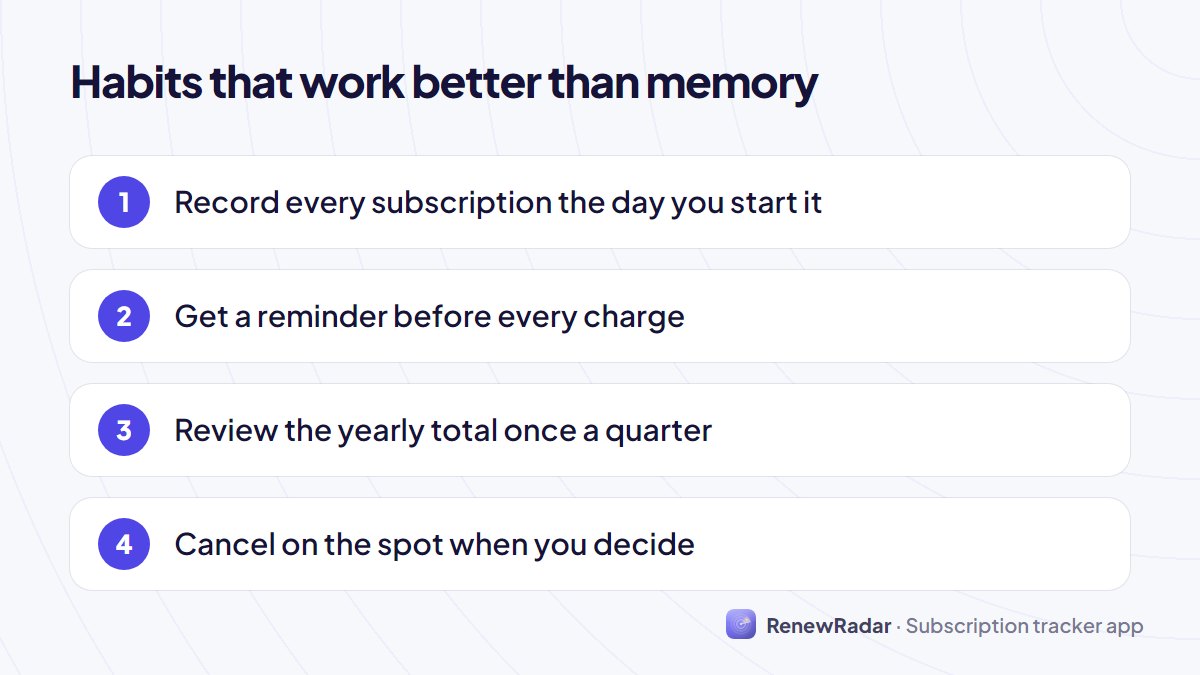 Habits that work better than memory
1 Record every subscription the day you start it
2 Get a reminder before every charge
3 Review the yearly total once a quarter
4 Cancel on the spot when you decide
RenewRadar · Subscription tracker app